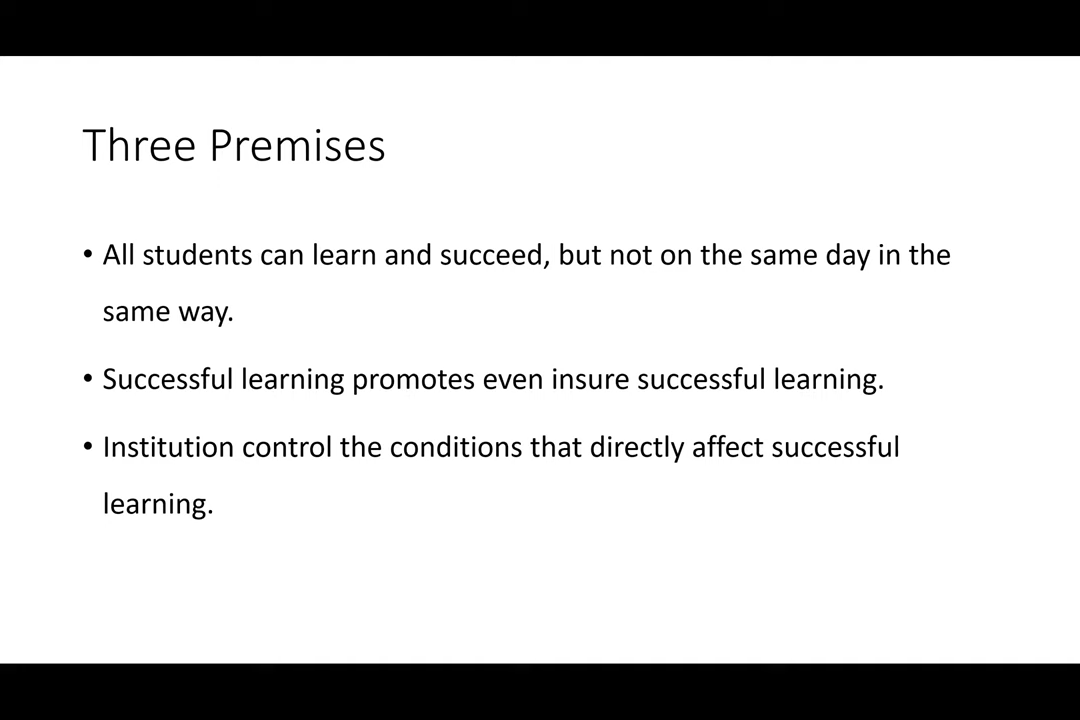 Three Premises
• All students can learn and succeed, but not on the same day in the
same way.
• Successful learning promotes even insure successful learning.
• Institution control the conditions that directly affect successful
learning.